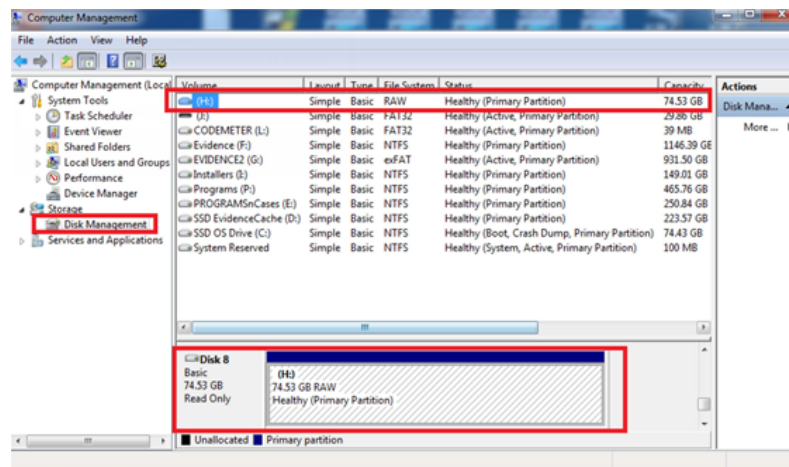 Computer Management
File Action View Help
Computer Management (Local
System Tools
Task Scheduler
Event Viewer
Shared Folders
Local Users and Groups
Performance
Device Manager
Storage
Disk Management
Services and Applications
Volume Layout Type File System Status Capacity
(H:) Simple Basic RAW Healthy (Primary Partition) 74.53 GB
(J:) Simple Basic FAT32 Healthy (Active, Primary Partition) 29.86 GB
CODEMETER (L:) Simple Basic FAT32 Healthy (Active, Primary Partition) 39 MB
Evidence (F:) Simple Basic NTFS Healthy (Primary Partition) 1146.39 GB
EVIDENCE2 (G:) Simple Basic exFAT Healthy (Active, Primary Partition) 931.50 GB
Installers (I:) Simple Basic NTFS Healthy (Primary Partition) 149.01 GB
Programs (P:) Simple Basic NTFS Healthy (Primary Partition) 465.76 GB
PROGRAMSnCases (E:) Simple Basic NTFS Healthy (Primary Partition) 250.84 GB
SSD EvidenceCache (D:) Simple Basic NTFS Healthy (Primary Partition) 223.57 GB
SSD OS Drive (C:) Simple Basic NTFS Healthy (Boot, Crash Dump, Primary Partition) 74.43 GB
System Reserved Simple Basic NTFS Healthy (System, Active, Primary Partition) 100 MB
Disk 8
Basic
74.53 GB
Read Only
(H:)
74.53 GB RAW
Healthy (Primary Partition)
Unallocated Primary partition
Actions
Disk Mana...
More ...